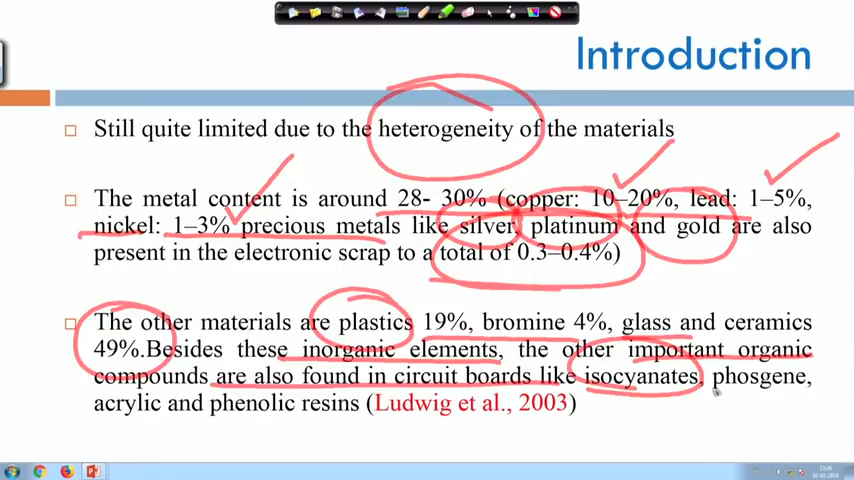 Introduction
Still quite limited due to the heterogeneity of the materials
The metal content is around 28- 30% (copper: 10–20%, lead: 1–5%,
nickel: 1–3% precious metals like silver, platinum and gold are also
present in the electronic scrap to a total of 0.3–0.4%)
The other materials are plastics 19%, bromine 4%, glass and ceramics
49%.Besides these inorganic elements, the other important organic
compounds are also found in circuit boards like isocyanates, phosgene,
acrylic and phenolic resins (Ludwig et al., 2003)